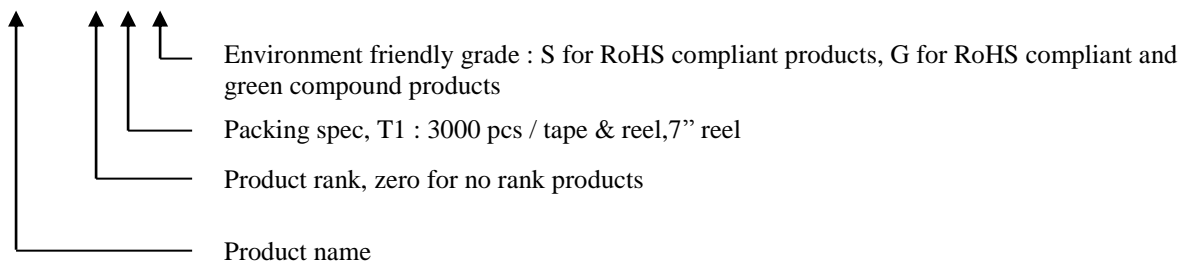 Environment friendly grade : S for RoHS compliant products, G for RoHS compliant and
green compound products
Packing spec, T1 : 3000 pcs / tape & reel,7” reel
Product rank, zero for no rank products
Product name